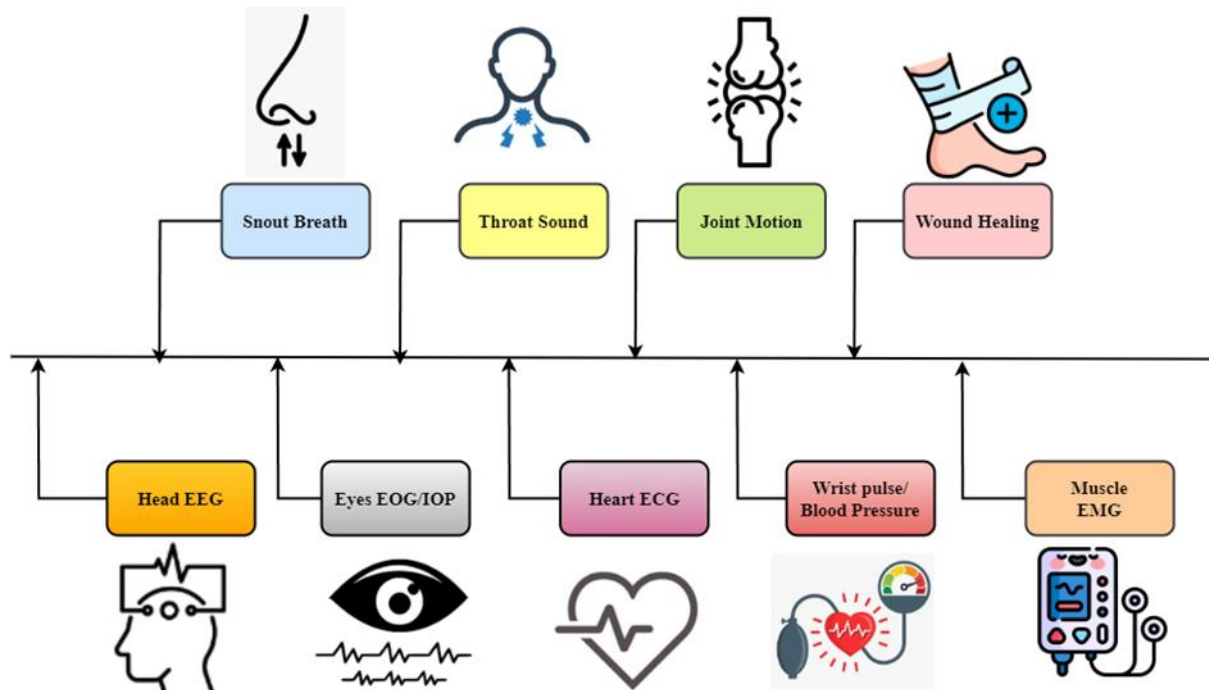 Snout Breath
Throat Sound
Joint Motion
Wound Healing
Head EEG
Eyes EOG/IOP
Heart ECG
Wrist pulse/
Blood Pressure
Muscle
EMG